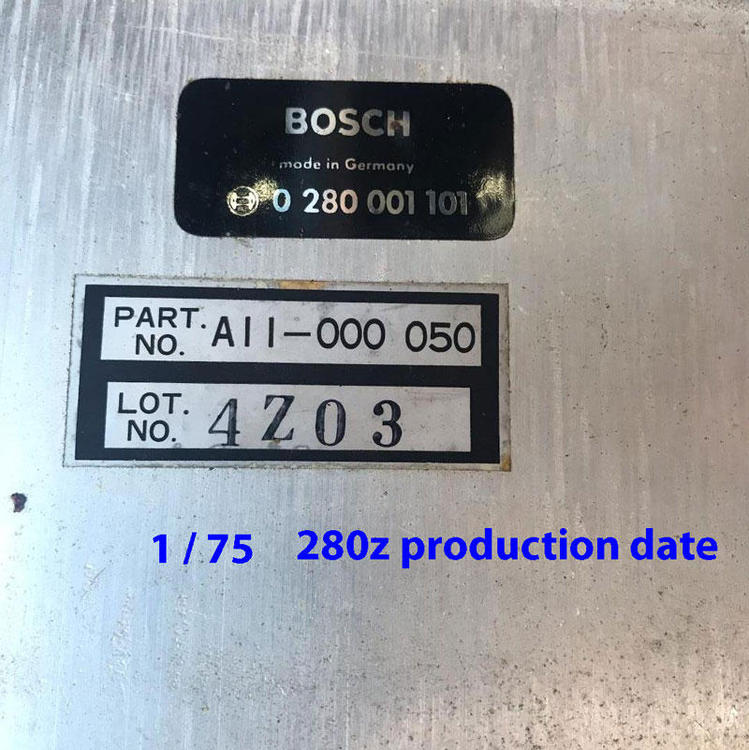 BOSCH
made in Germany
0 280 001 101
PART. NO. A11-000 050
LOT. NO. 4Z03
1 / 75 280z production date